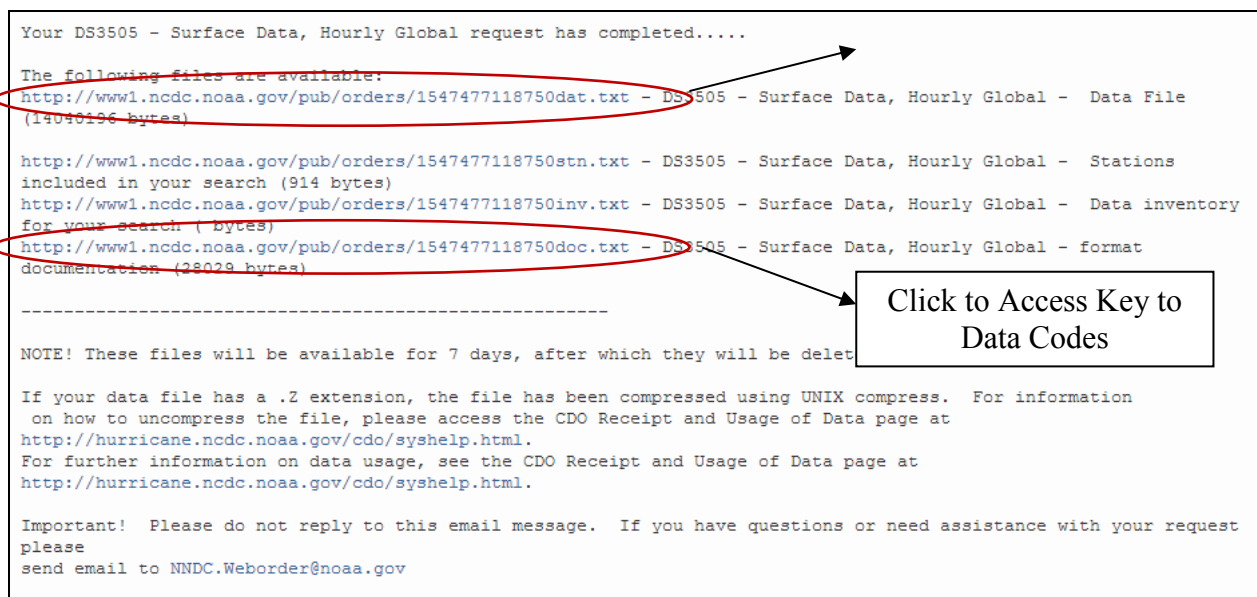 Your DS3505 - Surface Data, Hourly Global request has completed.....
The following files are available:
http://www1.ncdc.noaa.gov/pub/orders/1547477118750dat.txt - DS3505 - Surface Data, Hourly Global - Data File
(14040196 bytes)
http://www1.ncdc.noaa.gov/pub/orders/1547477118750stn.txt - DS3505 - Surface Data, Hourly Global - Stations
included in your search (914 bytes)
http://www1.ncdc.noaa.gov/pub/orders/1547477118750inv.txt - DS3505 - Surface Data, Hourly Global - Data inventory
for your search ( bytes)
http://www1.ncdc.noaa.gov/pub/orders/1547477118750doc.txt - DS3505 - Surface Data, Hourly Global - format
documentation (28029 bytes)
Click to Access Key to
Data Codes
-------------------------------------------------------
NOTE! These files will be available for 7 days, after which they will be delet
If your data file has a .Z extension, the file has been compressed using UNIX compress. For information
on how to uncompress the file, please access the CDO Receipt and Usage of Data page at
http://hurricane.ncdc.noaa.gov/cdo/syshelp.html.
For further information on data usage, see the CDO Receipt and Usage of Data page at
http://hurricane.ncdc.noaa.gov/cdo/syshelp.html.
Important! Please do not reply to this email message. If you have questions or need assistance with your request
please
send email to NNDC.Weborder@noaa.gov